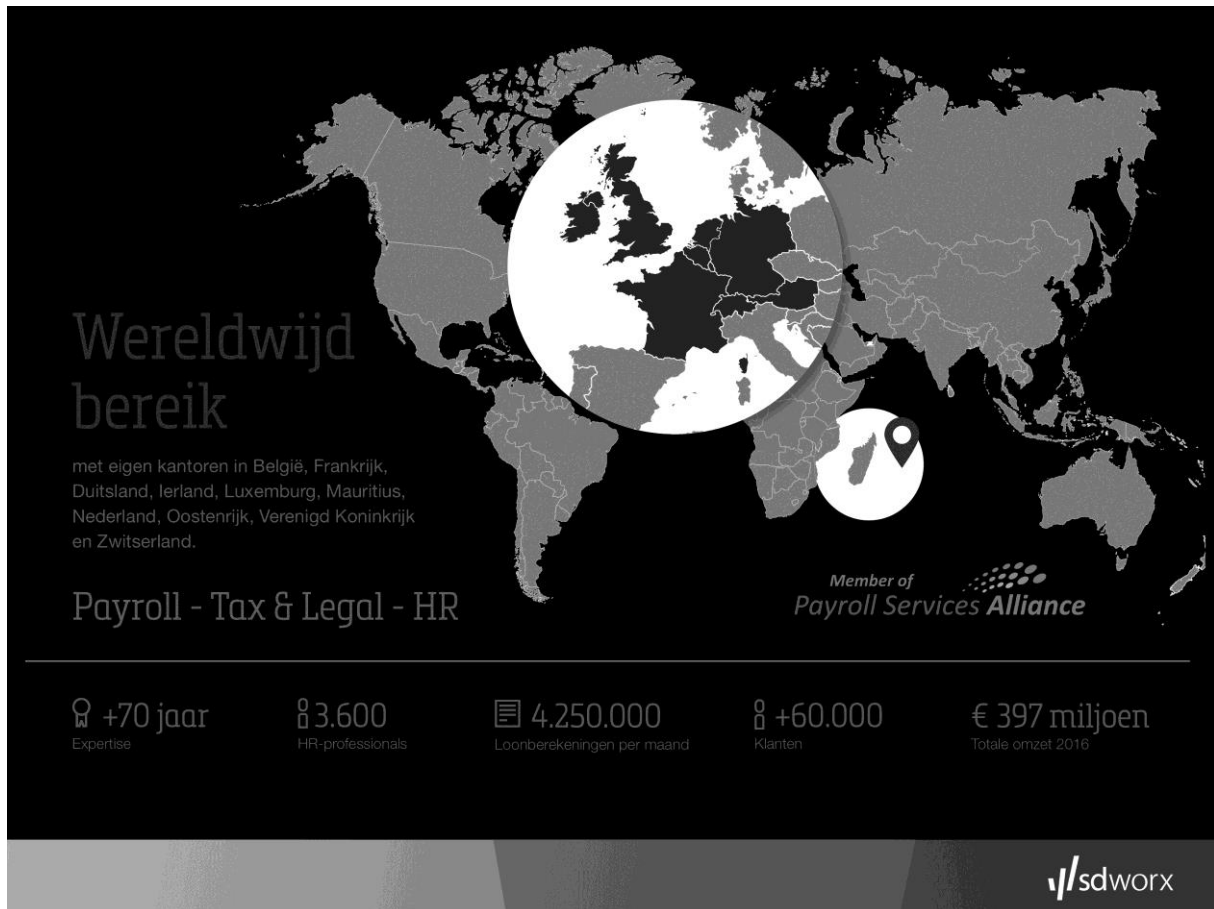 Wereldwijd
bereik
met eigen kantoren in België, Frankrijk,
Duitsland, Ierland, Luxemburg, Mauritius,
Nederland, Oostenrijk, Verenigd Koninkrijk
en Zwitserland.
Payroll - Tax & Legal - HR
Member of
Payroll Services Alliance
+70 jaar
Expertise
3.600
HR-professionals
4.250.000
Loonberekeningen per maand
+60.000
Klanten
€ 397 miljoen
Totale omzet 2016
sdworx